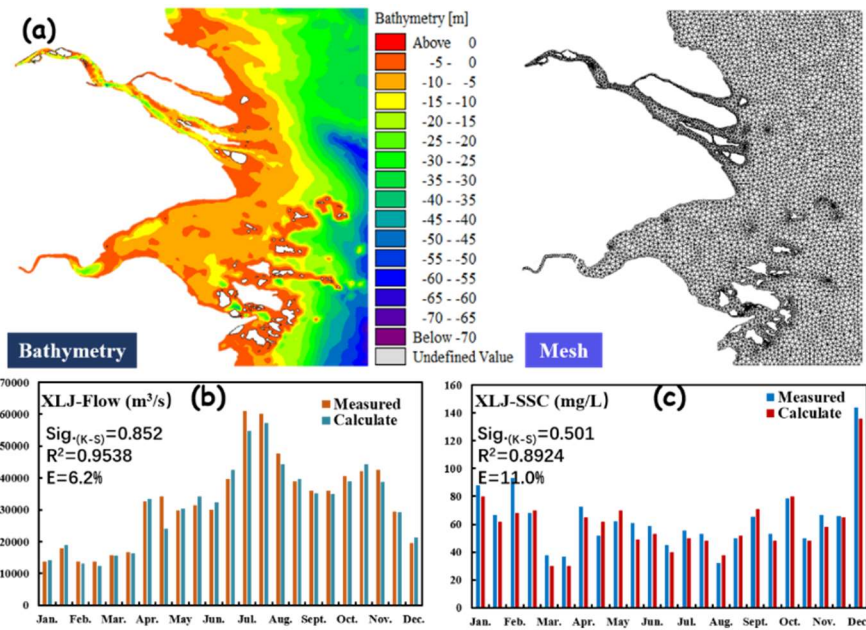 (a)
Bathymetry [m]
Above 0
-5 - 0
-10 - -5
-15 - -10
-20 - -15
-25 - -20
-30 - -25
-35 - -30
-40 - -35
-45 - -40
-50 - -45
-55 - -50
-60 - -55
-65 - -60
-70 - -65
Below -70
Undefined Value
Bathymetry
Mesh
(b)
XLJ-Flow (m³/s)
Sig.(K-S)=0.852
R²=0.9538
E=6.2%
Measured
Calculate
70000
60000
50000
40000
30000
20000
10000
0
Jan. Feb. Mar. Apr. May Jun. Jul. Aug. Sept. Oct. Nov. Dec.
(c)
XLJ-SSC (mg/L)
Sig.(K-S)=0.501
R²=0.8924
E=11.0%
Measured
Calculate
160
140
120
100
80
60
40
20
0
Jan. Feb. Mar. Apr. May Jun. Jul. Aug. Sept. Oct. Nov. Dec